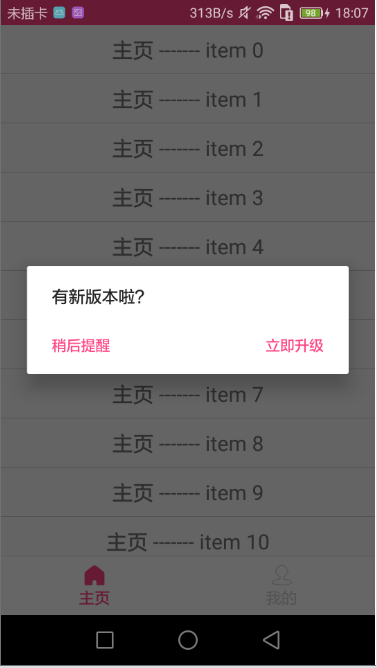 未插卡 313B/s 98 18:07
主页 ------- item 0
主页 ------- item 1
主页 ------- item 2
主页 ------- item 3
主页 ------- item 4
有新版本啦?
稍后提醒 立即升级
主页 ------- item 7
主页 ------- item 8
主页 ------- item 9
主页 ------- item 10
主页 我的